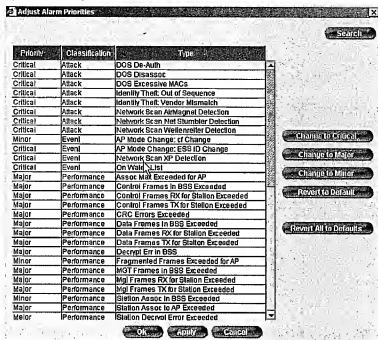 Adjust Alarm Priorities
Search
Priority Classification Type
Critical Attack DOS De-Auth
Critical Attack DOS Disassoc
Critical Attack DOS Excessive MACs
Critical Attack Identity Theft: Out of Sequence
Critical Attack Identity Theft: Vendor Mismatch
Critical Attack Network Scan AirMagnet Detection
Critical Attack Network Scan Net Stumbler Detection
Critical Attack Network Scan Wellenreiter Detection
Minor Event AP Mode Change: cf Change
Critical Event AP Mode Change: ESS ID Change
Critical Event Network Scan XP Detection
Critical Event On Watch List
Major Performance Assoc Max Exceeded for AP
Major Performance Control Frames in BSS Exceeded
Major Performance Control Frames RX for Station Exceeded
Major Performance Control Frames TX for Station Exceeded
Major Performance CRC Errors Exceeded
Major Performance Data Frames in BSS Exceeded
Major Performance Data Frames RX for Station Exceeded
Major Performance Data Frames TX for Station Exceeded
Major Performance Decrypt Err in BSS
Minor Performance Fragmented Frames Exceeded for AP
Major Performance MGT Frames in BSS Exceeded
Major Performance Mgt Frames RX for Station Exceeded
Major Performance Mgt Frames TX for Station Exceeded
Minor Performance Station Assoc in BSS Exceeded
Major Performance Station Assoc to AP Exceeded
Major Performance Station Decrypt Error Exceeded
Change to Critical
Change to Major
Change to Minor
Revert to Default
Revert All to Defaults
Ok Apply Cancel